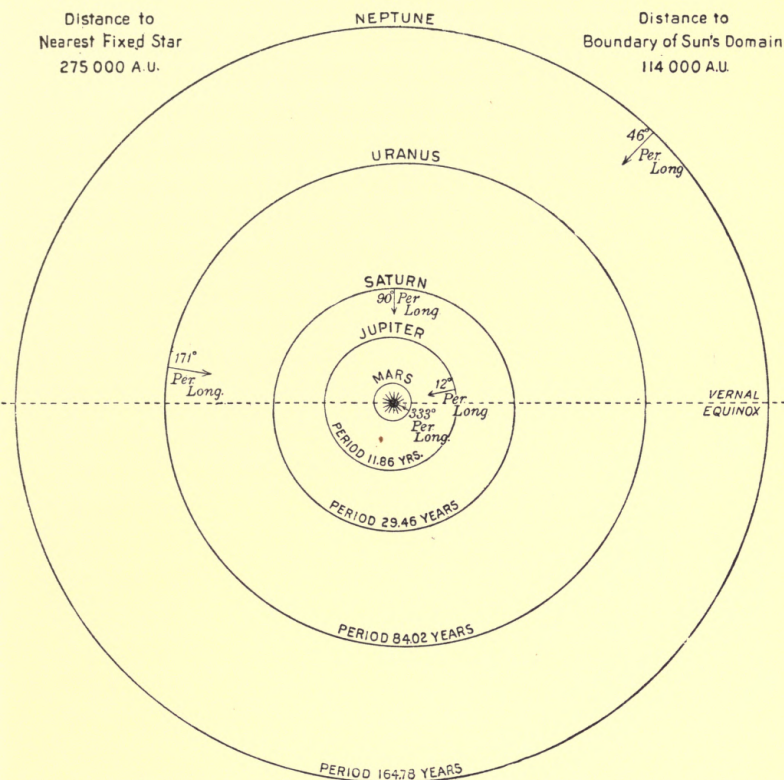 Distance to
Nearest Fixed Star
275 000 A.U.
NEPTUNE
Distance to
Boundary of Sun's Domain
114 000 A.U.
46°
Per.
Long
URANUS
SATURN
90° Per
Long
JUPITER
171°
Per.
Long.
MARS
12°
Per
Long
VERNAL
EQUINOX
333°
Per
Long.
PERIOD 11.86 YRS.
PERIOD 29.46 YEARS
PERIOD 84.02 YEARS
PERIOD 164.78 YEARS